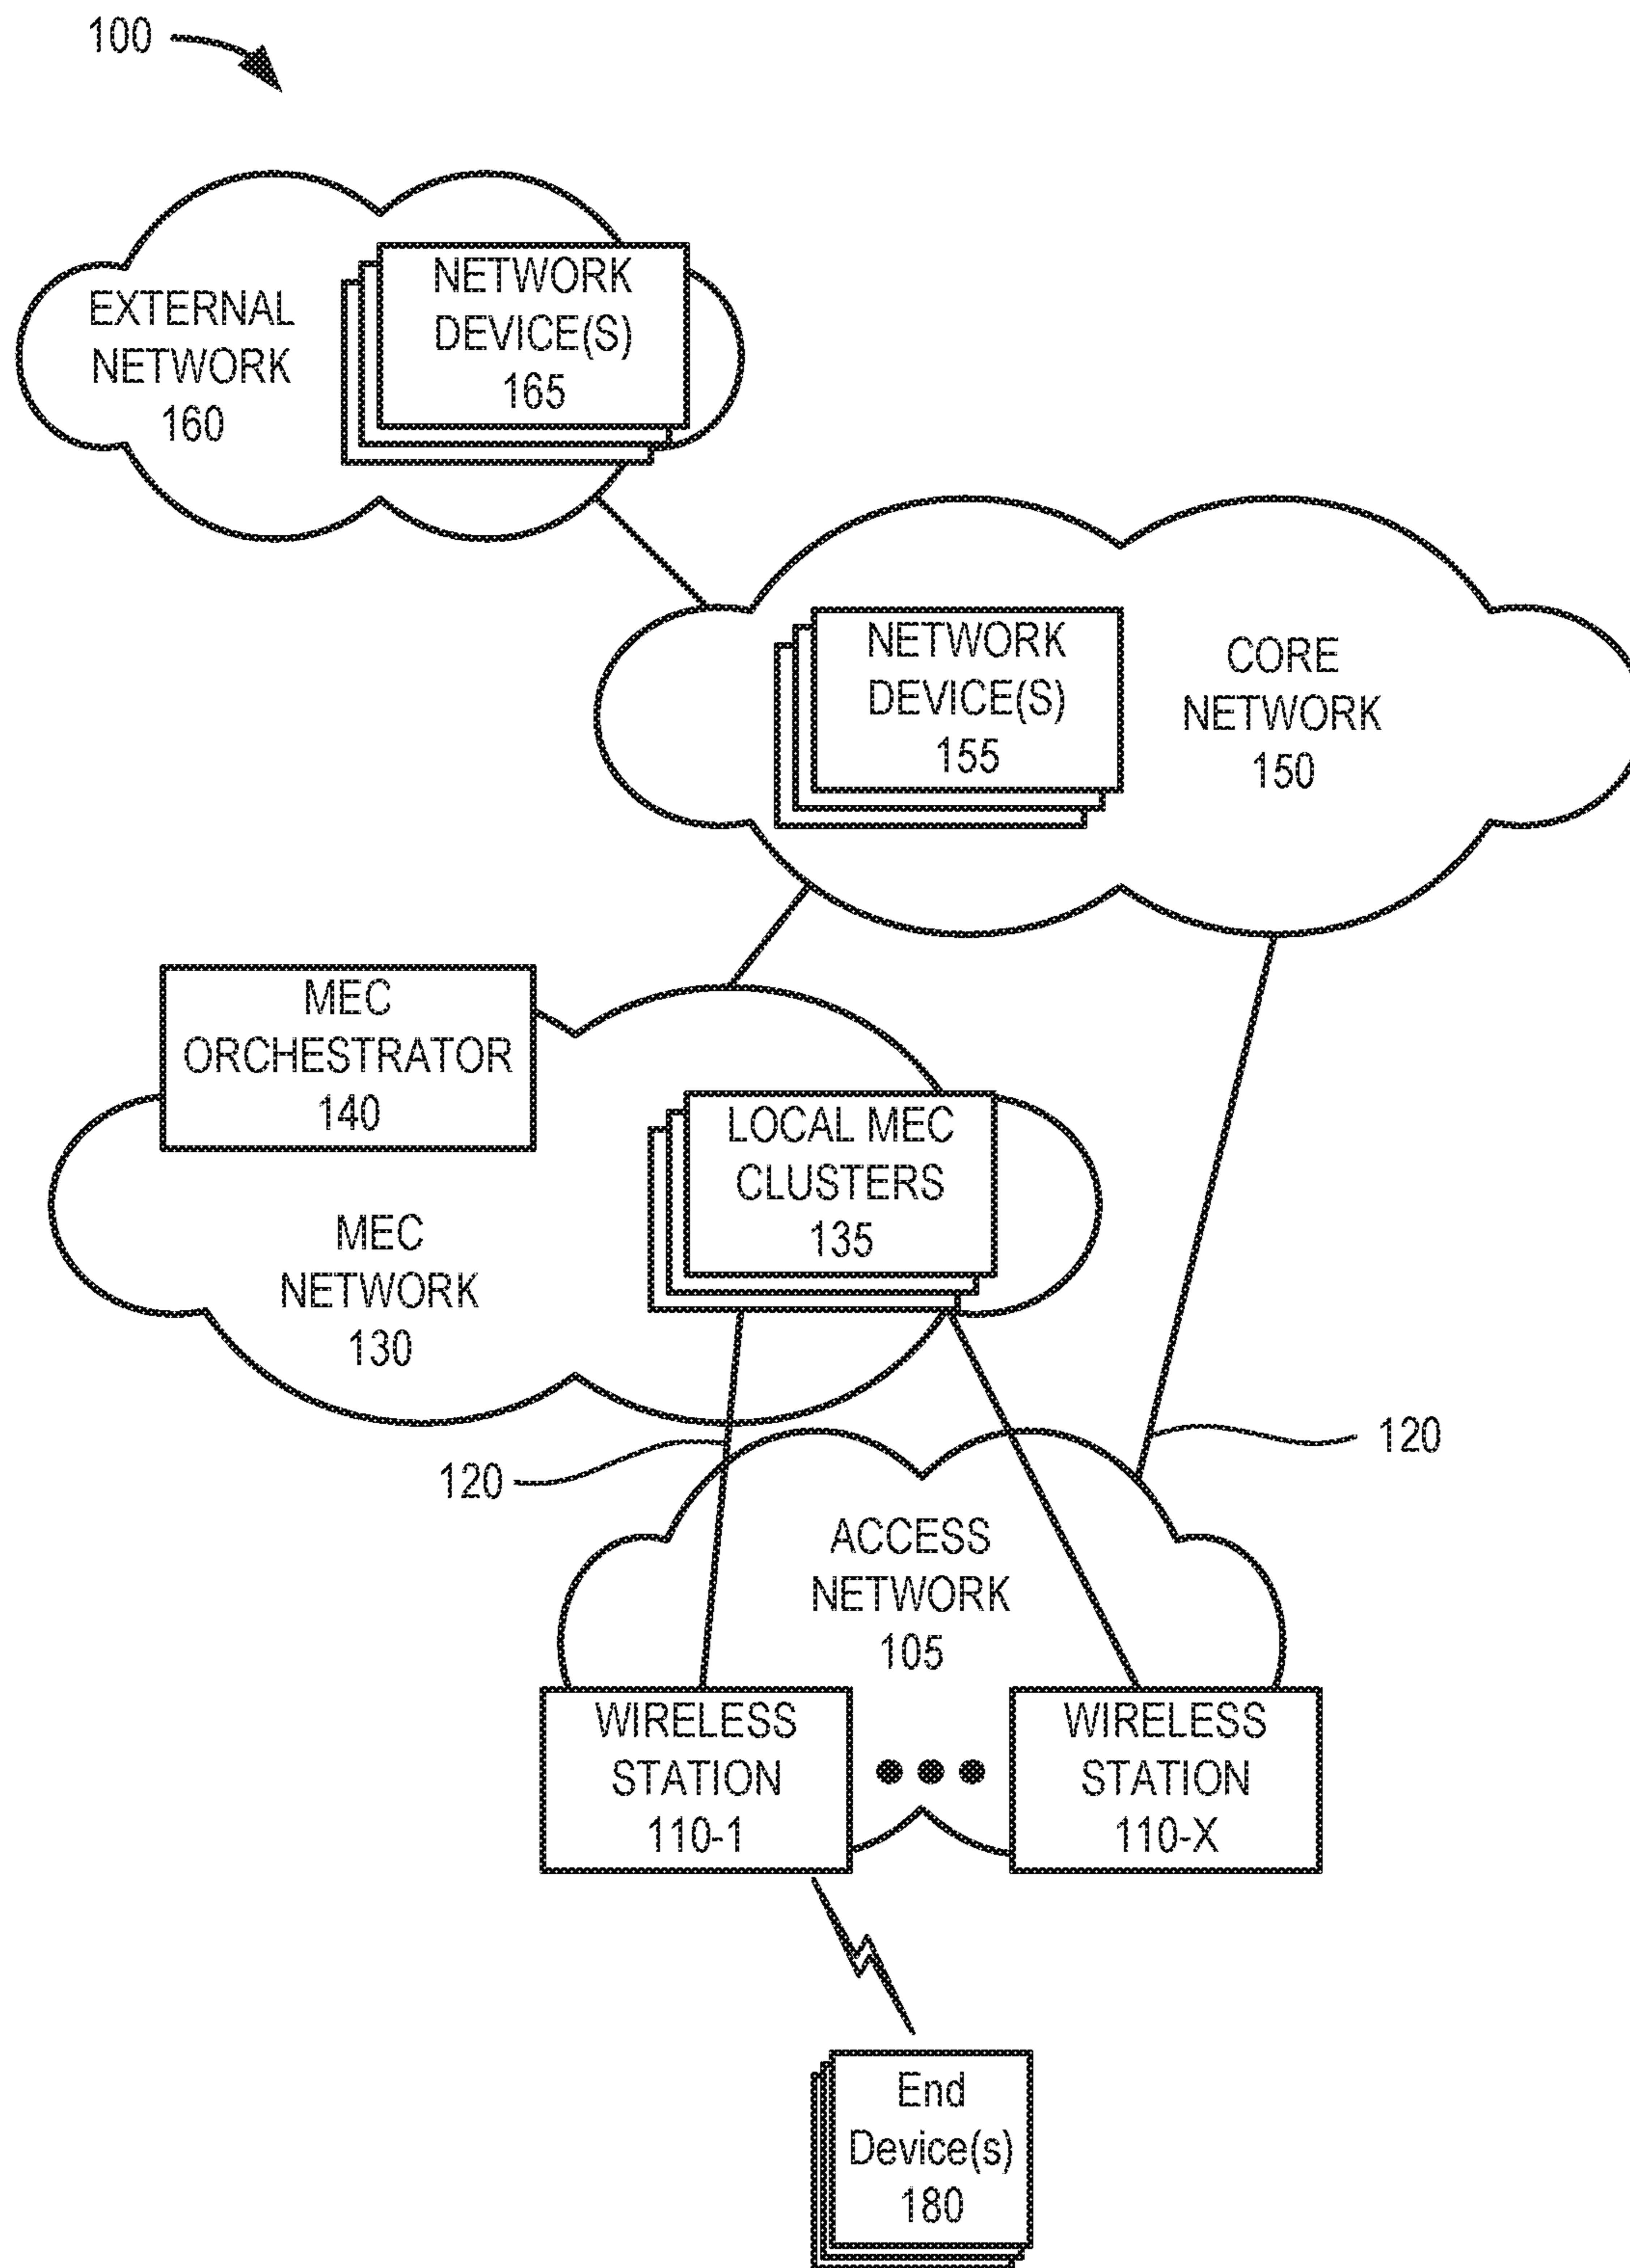 100
EXTERNAL
NETWORK
160
NETWORK
DEVICE(S)
165
NETWORK
DEVICE(S)
155
CORE
NETWORK
150
MEC
ORCHESTRATOR
140
LOCAL MEC
CLUSTERS
135
MEC
NETWORK
130
120
120
ACCESS
NETWORK
105
WIRELESS
STATION
110-1
WIRELESS
STATION
110-X
End
Device(s)
180